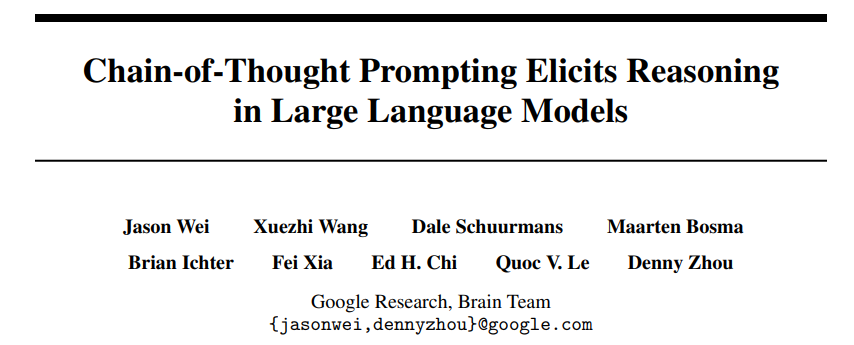 Chain-of-Thought Prompting Elicits Reasoning
in Large Language Models
Jason Wei Xuezhi Wang Dale Schuurmans Maarten Bosma
Brian Ichter Fei Xia Ed H. Chi Quoc V. Le Denny Zhou
Google Research, Brain Team
{jasonwei,dennyzhou}@google.com